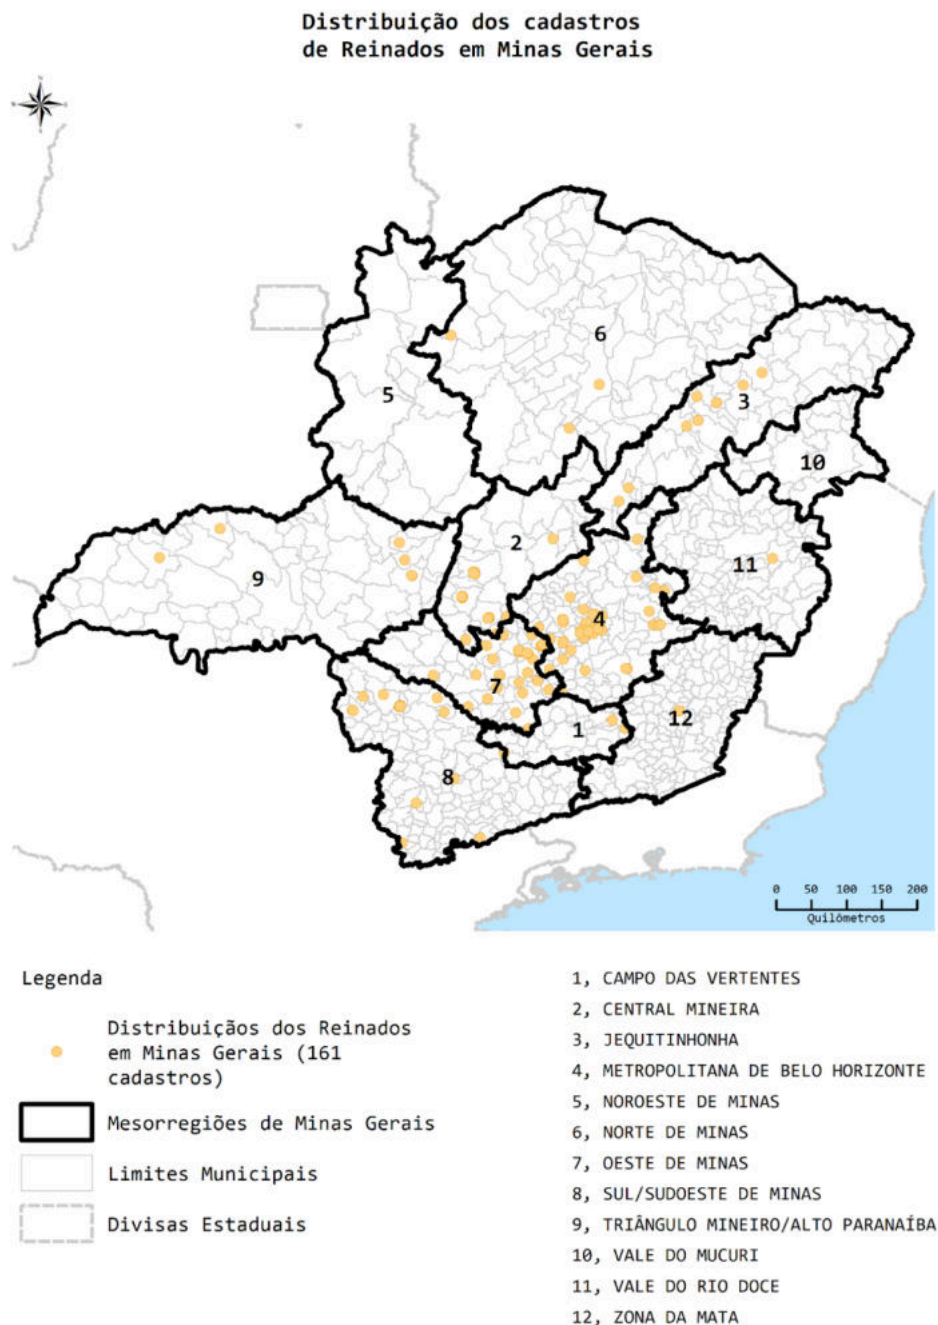 Distribuição dos cadastros
de Reinados em Minas Gerais
6
5
3
10
2
11
9
4
7
12
1
8
0 50 100 150 200
Quilômetros
Legenda
Distribuiçãos dos Reinados
em Minas Gerais (161
cadastros)
Mesorregiões de Minas Gerais
Limites Municipais
Divisas Estaduais
1, CAMPO DAS VERTENTES
2, CENTRAL MINEIRA
3, JEQUITINHONHA
4, METROPOLITANA DE BELO HORIZONTE
5, NOROESTE DE MINAS
6, NORTE DE MINAS
7, OESTE DE MINAS
8, SUL/SUDOESTE DE MINAS
9, TRIÂNGULO MINEIRO/ALTO PARANAÍBA
10, VALE DO MUCURI
11, VALE DO RIO DOCE
12, ZONA DA MATA